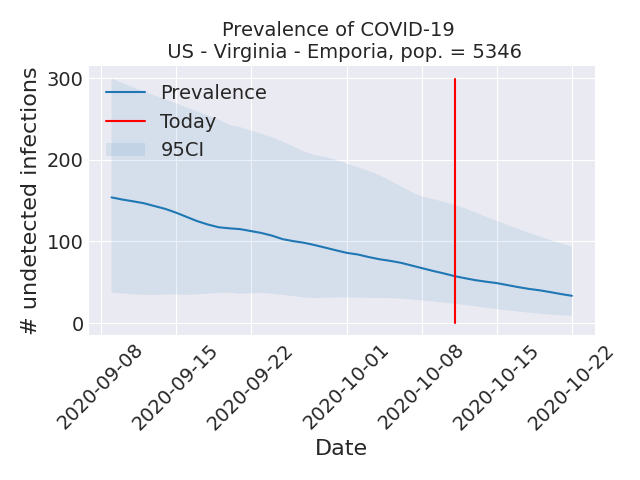 Prevalence of COVID-19
US - Virginia - Emporia, pop. = 5346
# undetected infections
300
200
100
0
Prevalence
Today
95CI
2020-09-08
2020-09-15
2020-09-22
2020-10-01
2020-10-08
2020-10-15
2020-10-22
Date